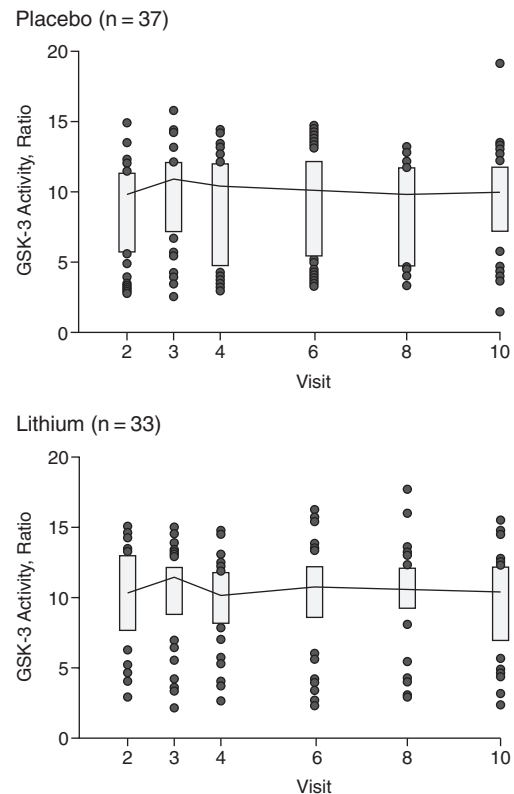 Placebo (n = 37)
GSK-3 Activity, Ratio
20
15
10
5
0
2 3 4 6 8 10
Visit
Lithium (n = 33)
GSK-3 Activity, Ratio
20
15
10
5
0
2 3 4 6 8 10
Visit